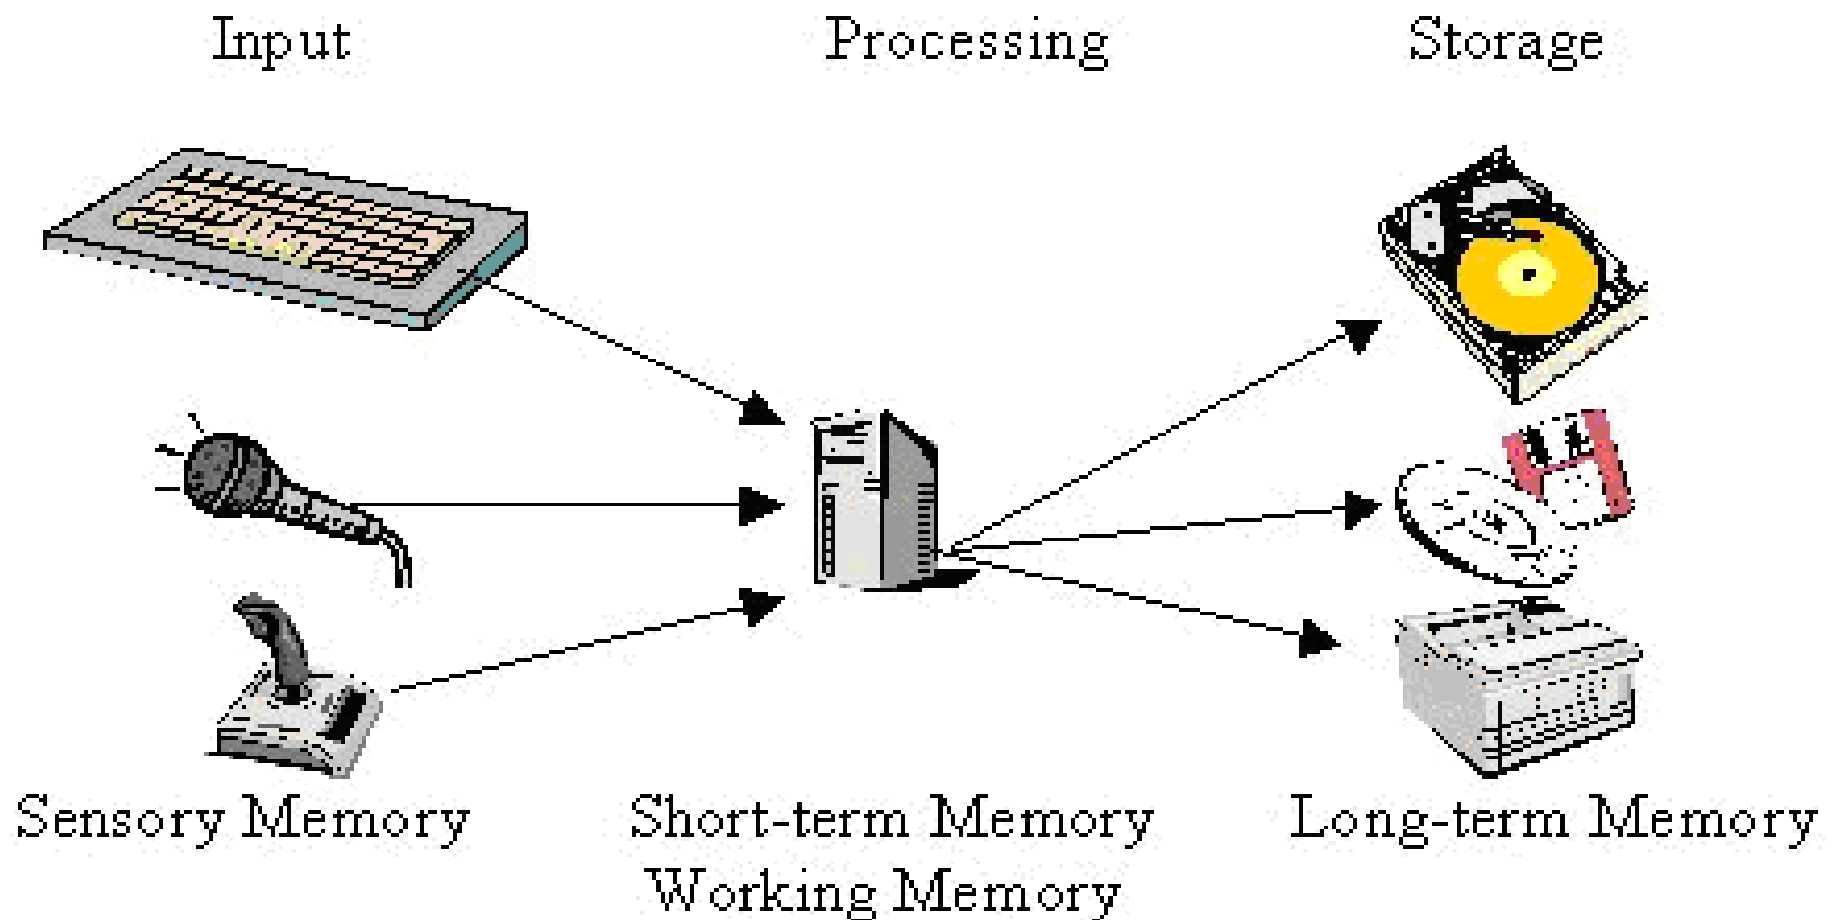 Input
Processing
Storage
Sensory Memory
Short-term Memory
Working Memory
Long-term Memory